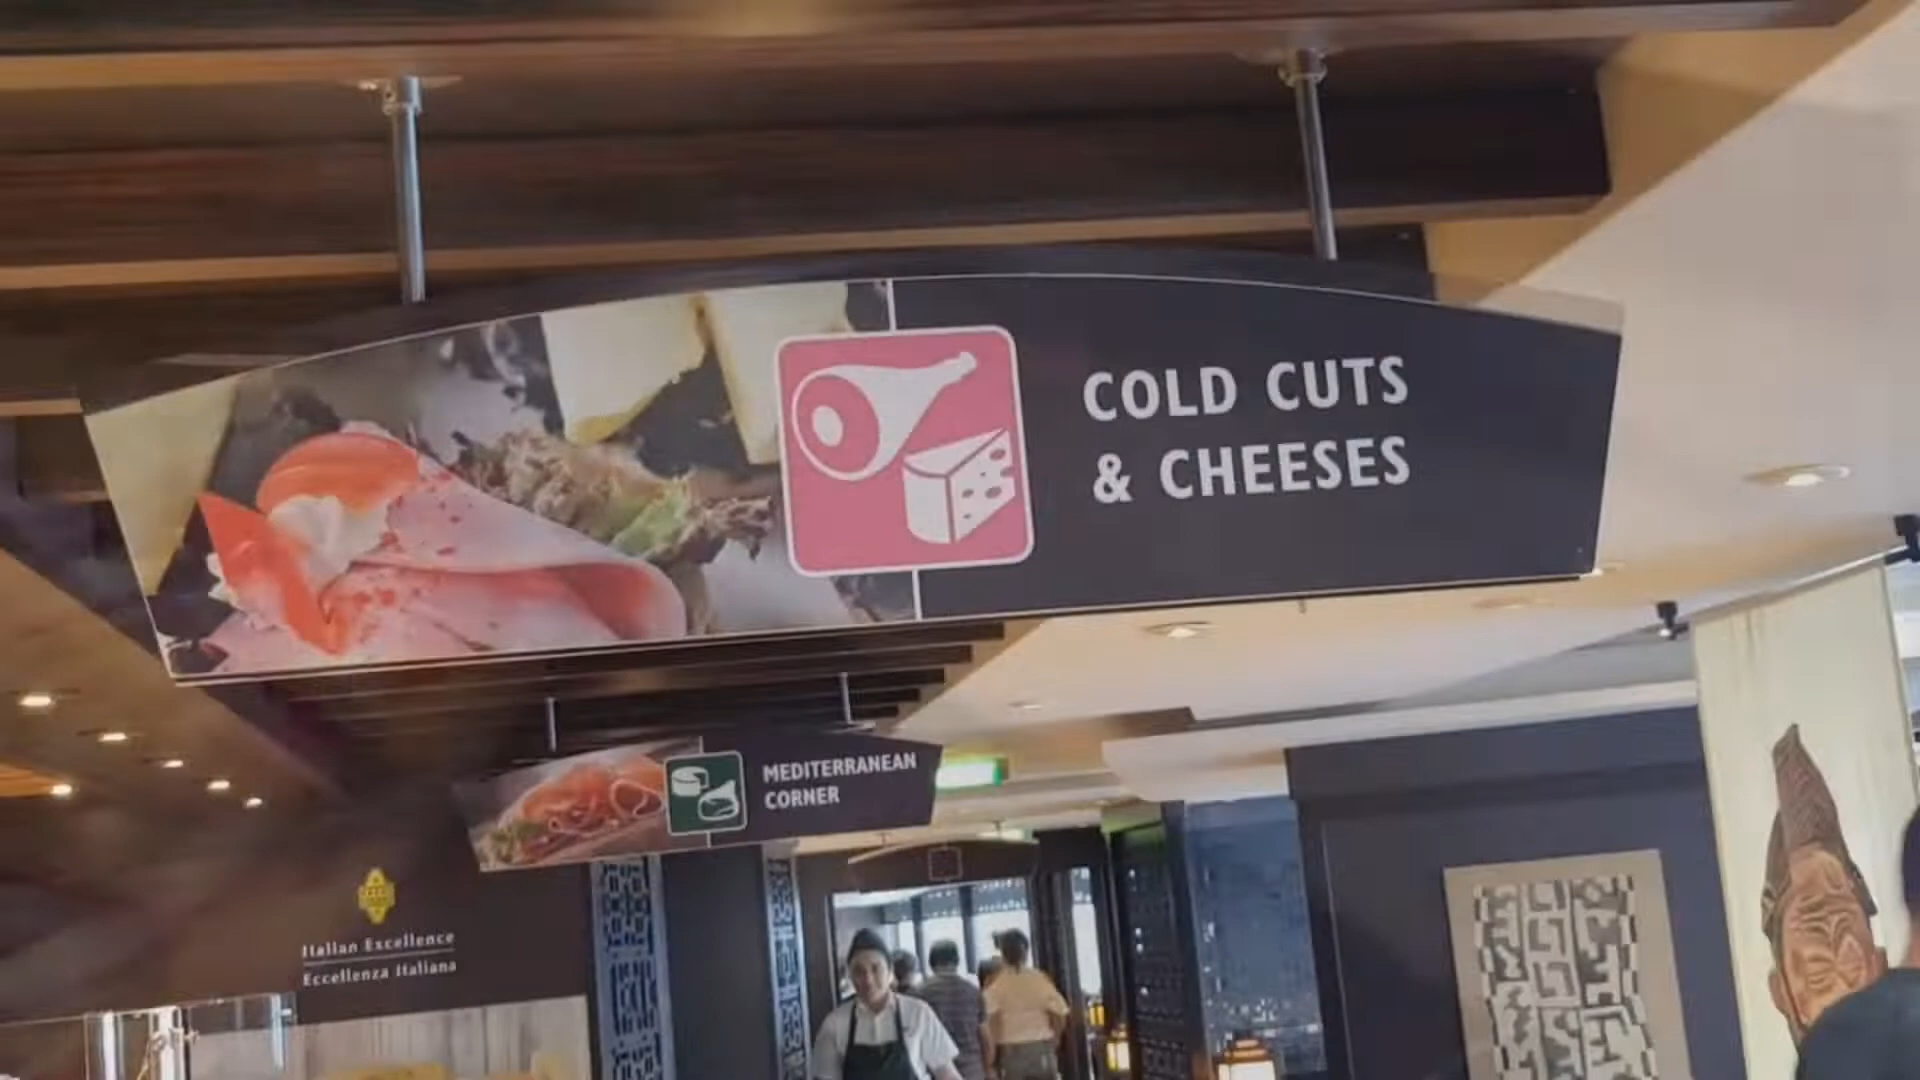 COLD CUTS
& CHEESES
MEDITERRANEAN
CORNER
Italian Excellence
Eccellenza Italiana